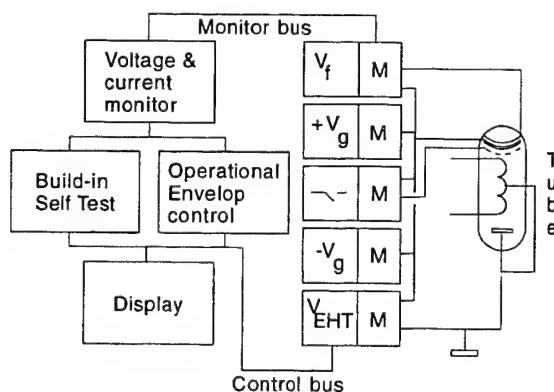 Monitor bus
Voltage &
current
monitor
Build-in
Self Test
Operational
Envelop
control
Display
Vf M
+Vg M
M
-Vg M
VEHT M
Control bus
T
u
b
e